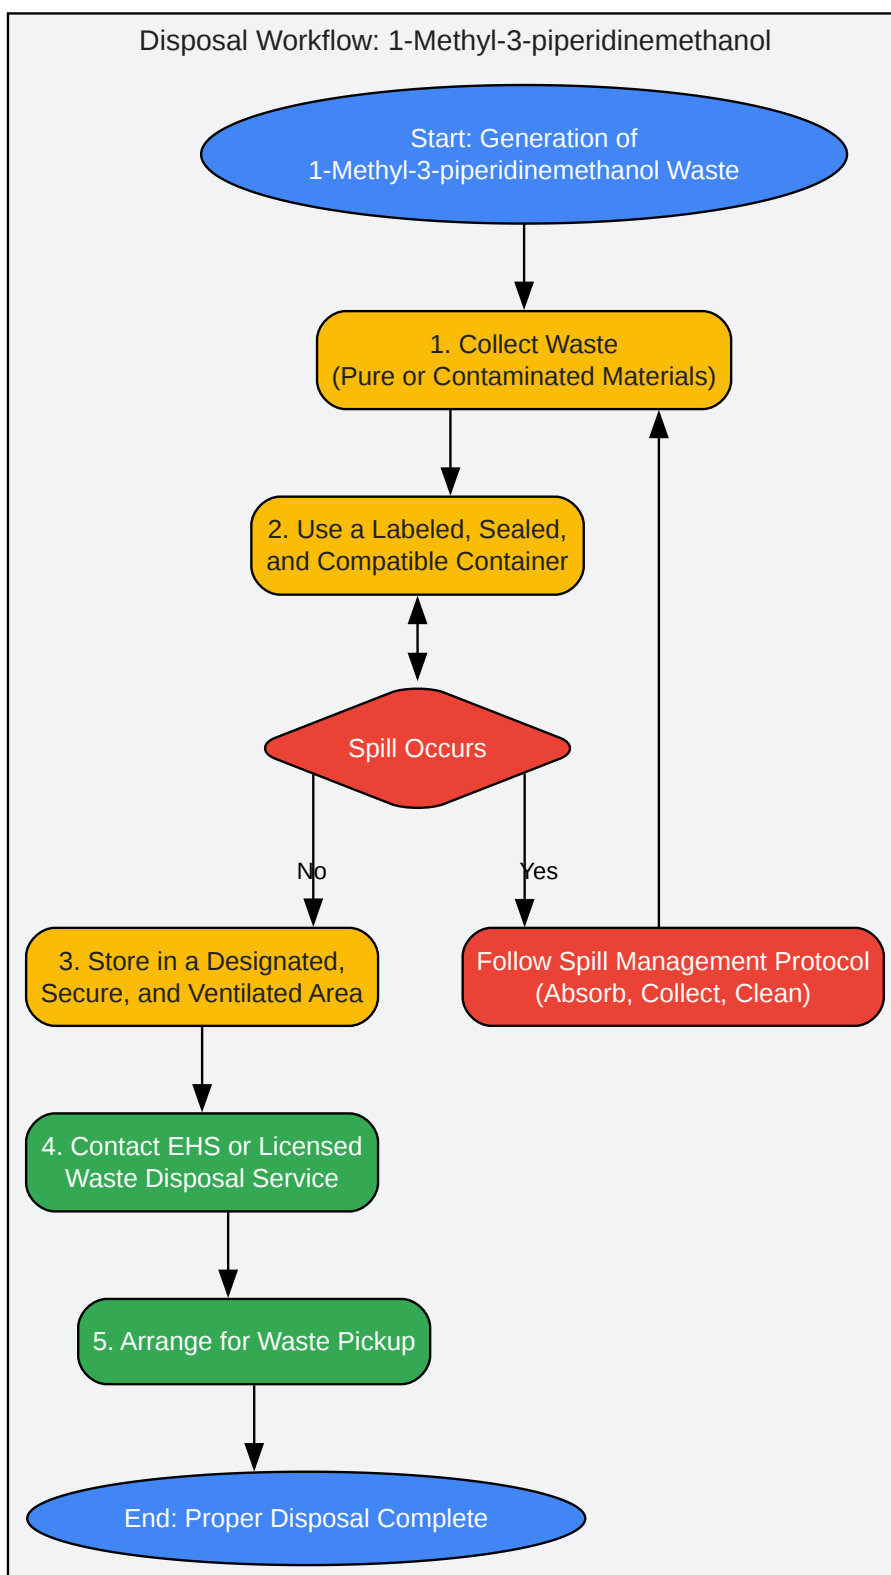 Disposal Workflow: 1-Methyl-3-piperidinemethanol
Start: Generation of
1-Methyl-3-piperidinemethanol Waste
1. Collect Waste
(Pure or Contaminated Materials)
2. Use a Labeled, Sealed,
and Compatible Container
Spill Occurs
No
Yes
3. Store in a Designated,
Secure, and Ventilated Area
Follow Spill Management Protocol
(Absorb, Collect, Clean)
4. Contact EHS or Licensed
Waste Disposal Service
5. Arrange for Waste Pickup
End: Proper Disposal Complete